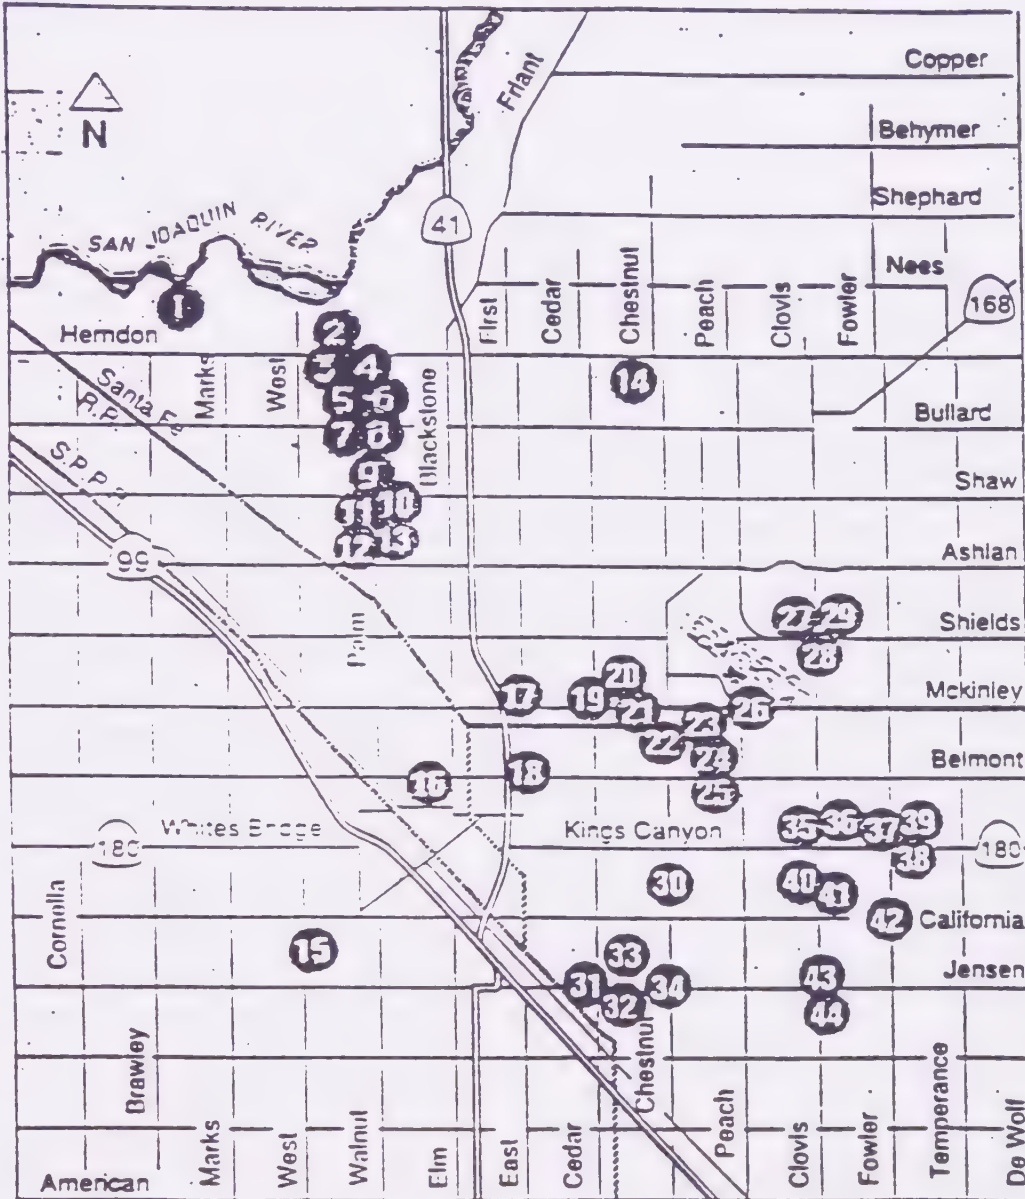 Copper
Friant
N
Behymer
Shephard
41
SAN JOAQUIN RIVER
Nees
168
First
Cedar
Chestnut
Peach
Clovis
Fowler
1
Herndon
2
3
4
14
Marks
West
Santa Fe
R.R.
5
6
Blackstone
Bullard
7
8
S.P.
9
Shaw
11
10
12
13
99
Ashlan
27
29
Shields
Palm
28
20
Mckinley
17
19
21
26
23
22
24
Belmont
16
18
25
Whites Bridge
Kings Canyon
35
36
37
39
180
38
180
30
40
41
42
California
15
33
Jensen
31
32
34
43
44
Brawley
Marks
West
Walnut
Elm
East
Cedar
Chestnut
Peach
Clovis
Fowler
Temperance
De Wolf
American